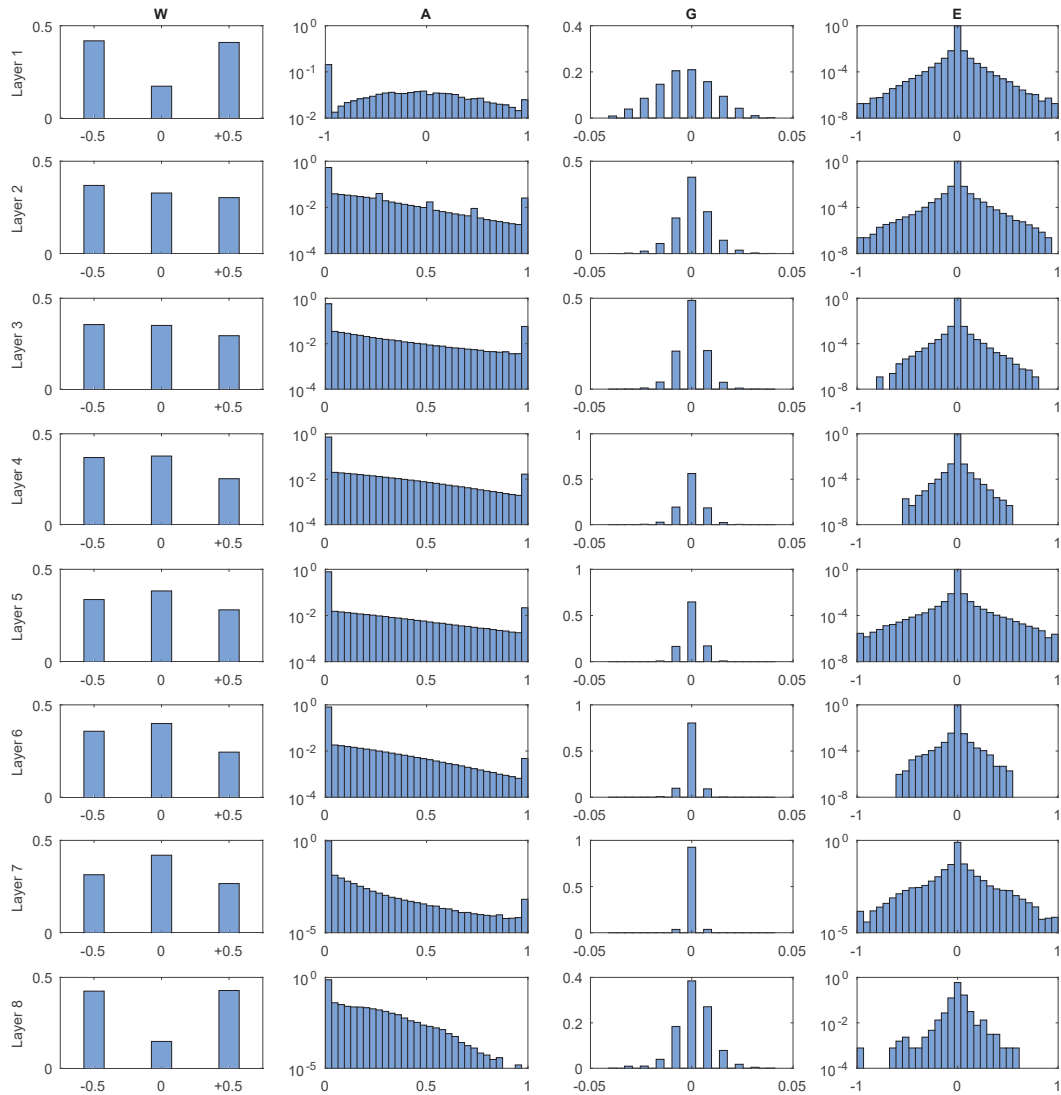 W A G E
Layer 1
0.5 10^0 0.4 10^0
10^-1 0.2 10^-4
0 10^-2 0 10^-8
-0.5 0 +0.5 -1 0 1 -0.05 0 0.05 -1 0 1
Layer 2
0.5 10^0 0.5 10^0
10^-2 10^-4
0 10^-4 0 10^-8
-0.5 0 +0.5 0 0.5 1 -0.05 0 0.05 -1 0 1
Layer 3
0.5 10^0 0.5 10^0
10^-2 10^-4
0 10^-4 0 10^-8
-0.5 0 +0.5 0 0.5 1 -0.05 0 0.05 -1 0 1
Layer 4
0.5 10^0 1 10^0
10^-2 0.5 10^-4
0 10^-4 0 10^-8
-0.5 0 +0.5 0 0.5 1 -0.05 0 0.05 -1 0 1
Layer 5
0.5 10^0 1 10^0
10^-2 0.5 10^-4
0 10^-4 0 10^-8
-0.5 0 +0.5 0 0.5 1 -0.05 0 0.05 -1 0 1
Layer 6
0.5 10^0 1 10^0
10^-2 0.5 10^-4
0 10^-4 0 10^-8
-0.5 0 +0.5 0 0.5 1 -0.05 0 0.05 -1 0 1
Layer 7
0.5 10^0 1 10^0
0.5
0 10^-5 0 10^-5
-0.5 0 +0.5 0 0.5 1 -0.05 0 0.05 -1 0 1
Layer 8
0.5 10^0 0.4 10^0
0.2 10^-2
0 10^-5 0 10^-4
-0.5 0 +0.5 0 0.5 1 -0.05 0 0.05 -1 0 1